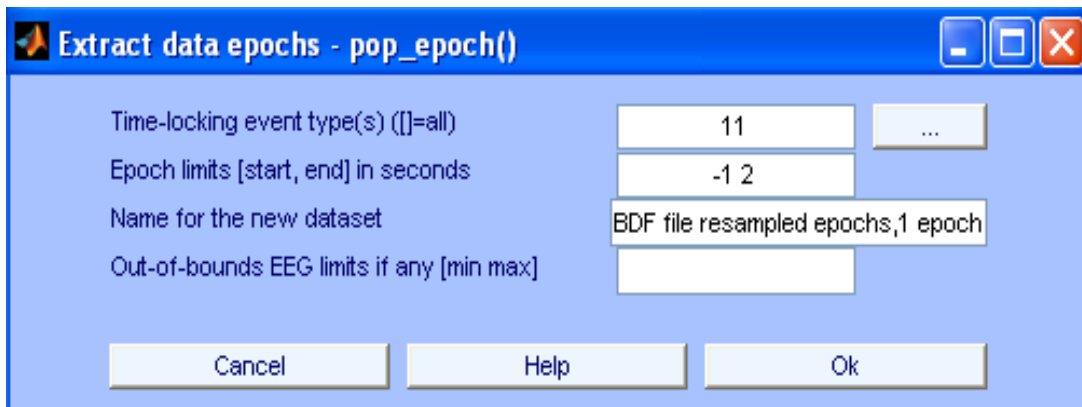 Extract data epochs - pop_epoch()
Time-locking event type(s) ([]=all) 11 ...
Epoch limits [start, end] in seconds -1 2
Name for the new dataset BDF file resampled epochs,1 epoch
Out-of-bounds EEG limits if any [min max]
Cancel Help Ok